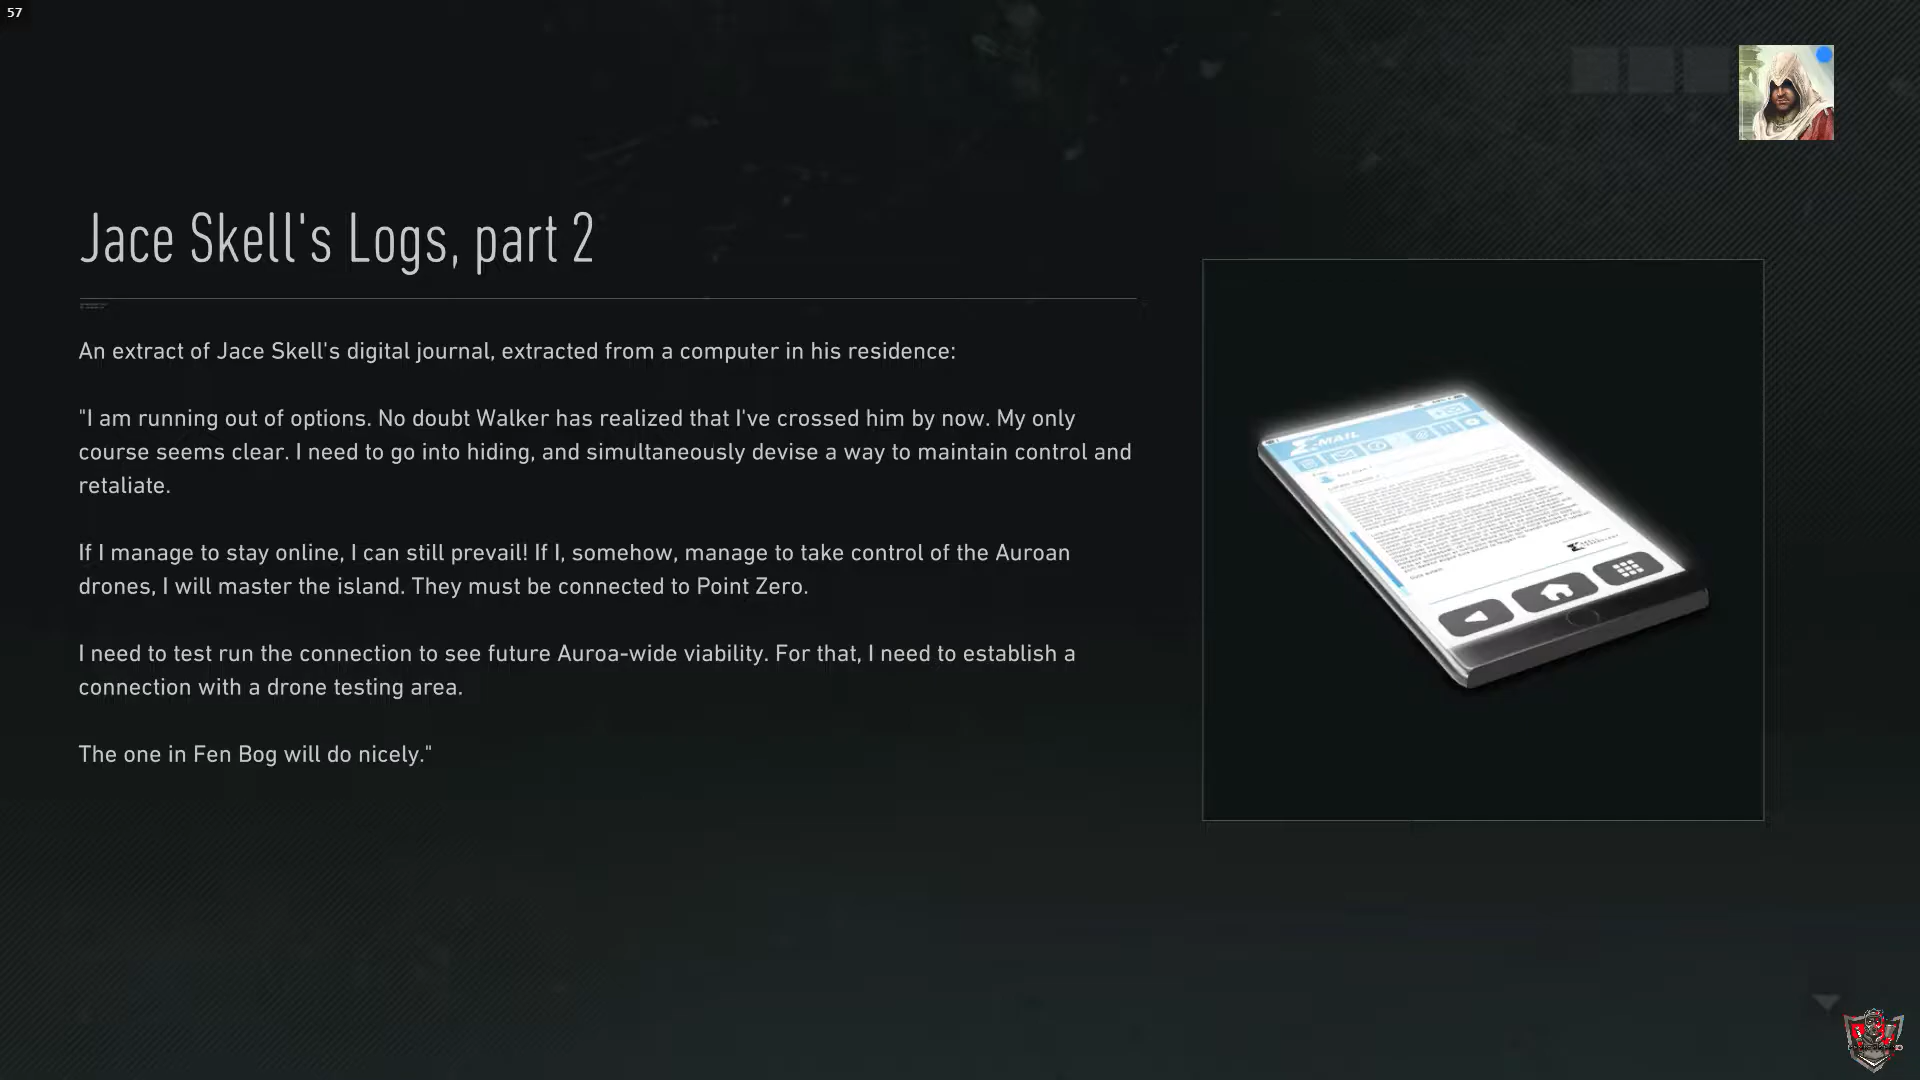 57
Jace Skell's Logs, part 2
An extract of Jace Skell's digital journal, extracted from a computer in his residence:
"I am running out of options. No doubt Walker has realized that I've crossed him by now. My only
course seems clear. I need to go into hiding, and simultaneously devise a way to maintain control and
retaliate.
If I manage to stay online, I can still prevail! If I, somehow, manage to take control of the Auroan
drones, I will master the island. They must be connected to Point Zero.
I need to test run the connection to see future Auroa-wide viability. For that, I need to establish a
connection with a drone testing area.
The one in Fen Bog will do nicely."
MAIL